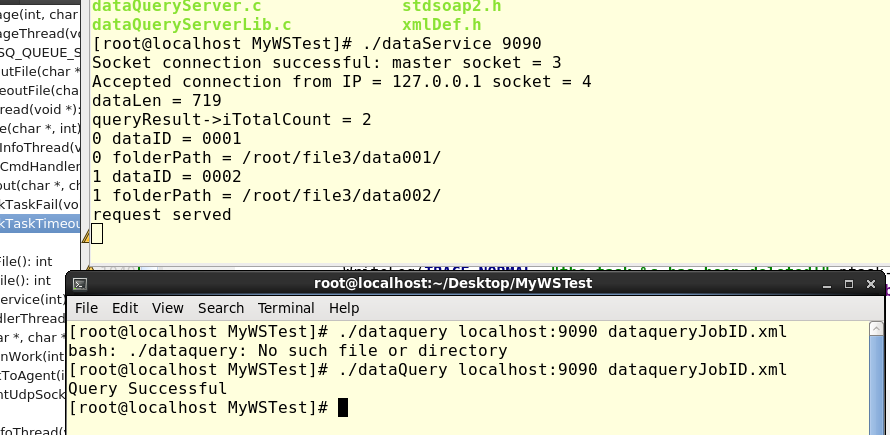 dataQueryServer.c stdsoap2.h
dataQueryServerLib.c xmlDef.h
[root@localhost MyWSTest]# ./dataService 9090
Socket connection successful: master socket = 3
Accepted connection from IP = 127.0.0.1 socket = 4
dataLen = 719
queryResult->iTotalCount = 2
0 dataID = 0001
0 folderPath = /root/file3/data001/
1 dataID = 0002
1 folderPath = /root/file3/data002/
request served
age(int, char
ageThread(vo
SQ_QUEUE_S
utFile(char *
eoutFile(cha
read(void *):
e(char *, int)
InfoThread(v
CmdHandler
out(char *, ch
kTaskFail(vo
kTaskTimeou
File(): int
ile(): int
ervice(int)
dlerThread
ar *, char *,
nWork(int
tToAgent(i
ntUdpSock
nfoThread(
root@localhost:~/Desktop/MyWSTest
File Edit View Search Terminal Help
[root@localhost MyWSTest]# ./dataquery localhost:9090 dataqueryJobID.xml
bash: ./dataquery: No such file or directory
[root@localhost MyWSTest]# ./dataQuery localhost:9090 dataqueryJobID.xml
Query Successful
[root@localhost MyWSTest]#